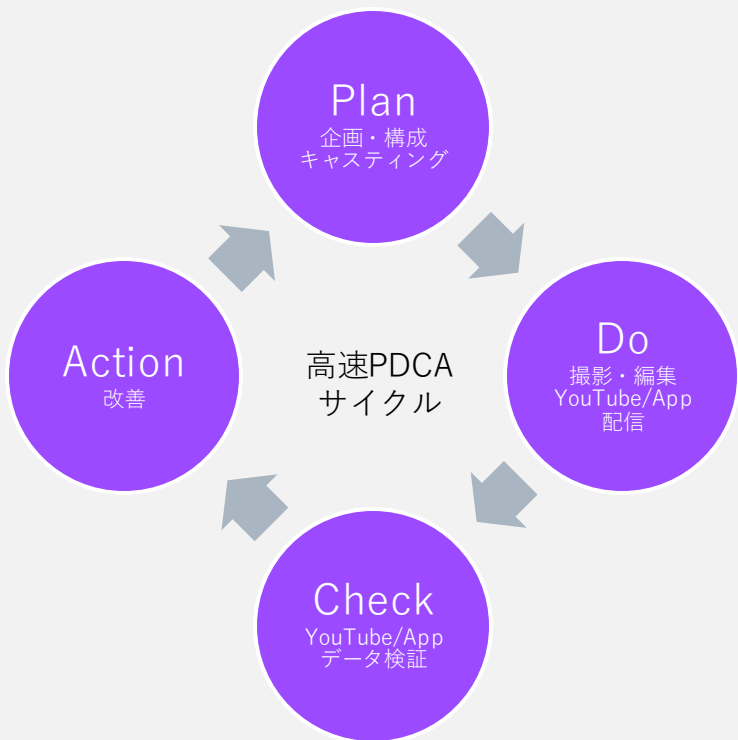 Plan
企画・構成
キャスティング
Do
撮影・編集
YouTube/App
配信
Check
YouTube/App
データ検証
Action
改善
高速PDCA
サイクル